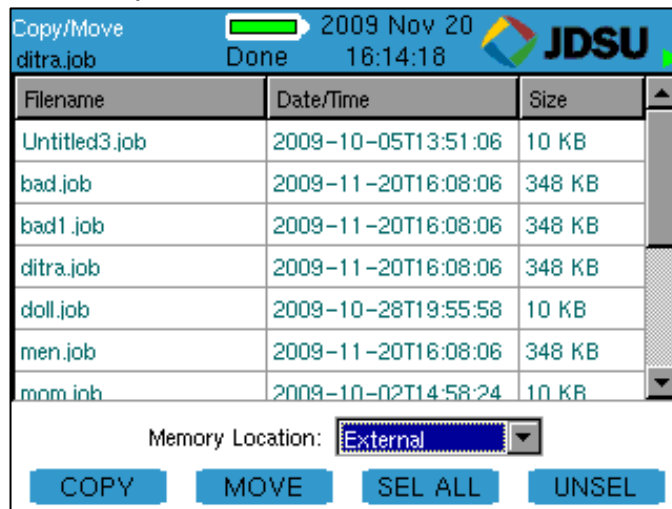 Copy/Move 2009 Nov 20
ditra.job Done 16:14:18 JDSU
Filename Date/Time Size
Untitled3.job 2009-10-05T13:51:06 10 KB
bad.job 2009-11-20T16:08:06 348 KB
bad1.job 2009-11-20T16:08:06 348 KB
ditra.job 2009-11-20T16:08:06 348 KB
doll.job 2009-10-28T19:55:58 10 KB
men.job 2009-11-20T16:08:06 348 KB
mom.job 2009-10-02T14:58:24 10 KB
Memory Location: External
COPY MOVE SEL ALL UNSEL